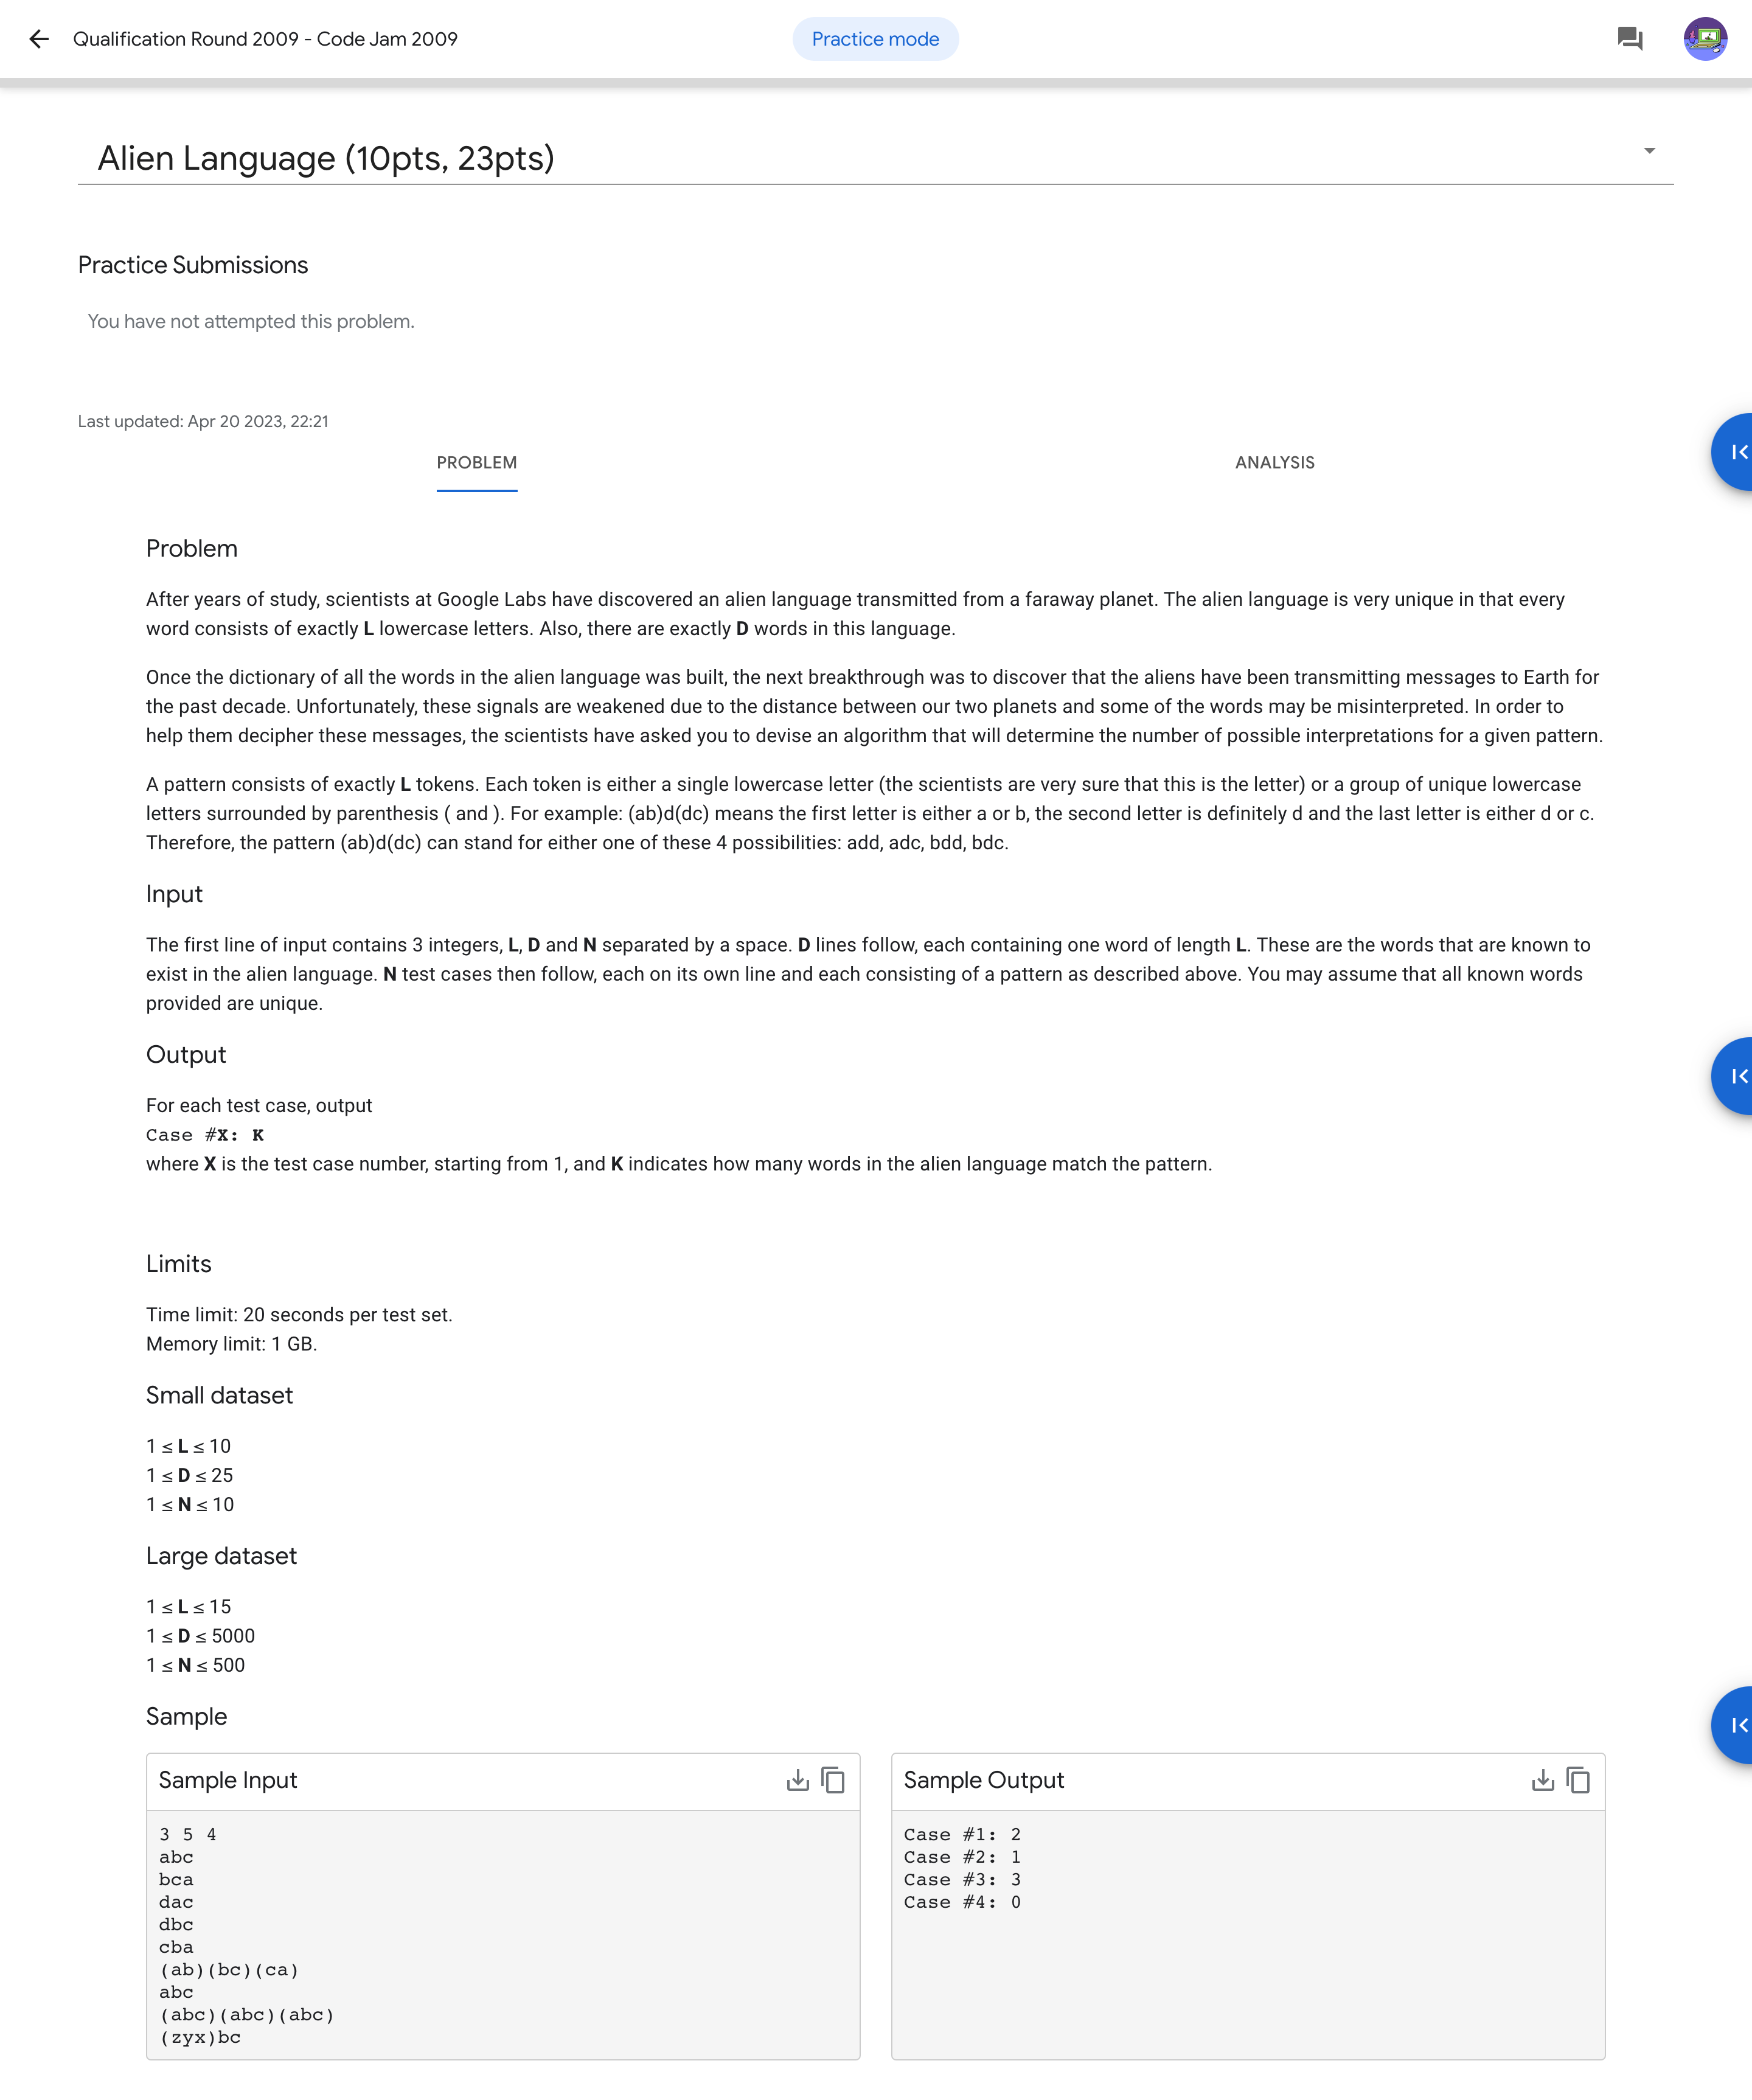 Qualification Round 2009 - Code Jam 2009
Practice mode
Alien Language (10pts, 23pts)
Practice Submissions
You have not attempted this problem.
Last updated: Apr 20 2023, 22:21
PROBLEM
ANALYSIS
Problem
After years of study, scientists at Google Labs have discovered an alien language transmitted from a faraway planet. The alien language is very unique in that every
word consists of exactly L lowercase letters. Also, there are exactly D words in this language.
Once the dictionary of all the words in the alien language was built, the next breakthrough was to discover that the aliens have been transmitting messages to Earth for
the past decade. Unfortunately, these signals are weakened due to the distance between our two planets and some of the words may be misinterpreted. In order to
help them decipher these messages, the scientists have asked you to devise an algorithm that will determine the number of possible interpretations for a given pattern.
A pattern consists of exactly L tokens. Each token is either a single lowercase letter (the scientists are very sure that this is the letter) or a group of unique lowercase
letters surrounded by parenthesis ( and ). For example: (ab)d(dc) means the first letter is either a or b, the second letter is definitely d and the last letter is either d or c.
Therefore, the pattern (ab)d(dc) can stand for either one of these 4 possibilities: add, adc, bdd, bdc.
Input
The first line of input contains 3 integers, L, D and N separated by a space. D lines follow, each containing one word of length L. These are the words that are known to
exist in the alien language. N test cases then follow, each on its own line and each consisting of a pattern as described above. You may assume that all known words
provided are unique.
Output
For each test case, output
Case #X: K
where X is the test case number, starting from 1, and K indicates how many words in the alien language match the pattern.
Limits
Time limit: 20 seconds per test set.
Memory limit: 1 GB.
Small dataset
1 ≤ L ≤ 10
1 ≤ D ≤ 25
1 ≤ N ≤ 10
Large dataset
1 ≤ L ≤ 15
1 ≤ D ≤ 5000
1 ≤ N ≤ 500
Sample
Sample Input
3 5 4
abc
bca
dac
dbc
cba
(ab)(bc)(ca)
abc
(abc)(abc)(abc)
(zyx)bc
Sample Output
Case #1: 2
Case #2: 1
Case #3: 3
Case #4: 0